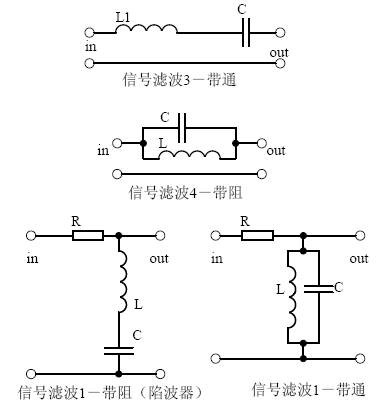 L1 C
in out
信号滤波3－带通
C
in L out
信号滤波4－带阻
R R
in out in out
L L C
C
信号滤波1－带阻（陷波器） 信号滤波1－带通